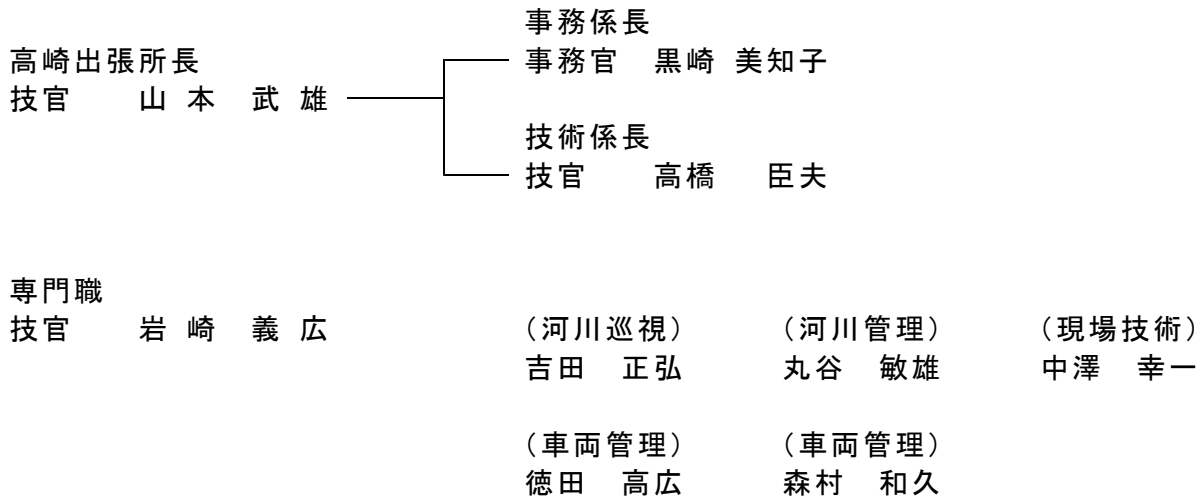 事務係長
高崎出張所長
事務官 黒崎 美知子
技官 山本 武雄
技術係長
技官 高橋 臣夫
専門職
技官 岩崎 義広
（河川巡視） （河川管理） （現場技術）
吉田 正弘 丸谷 敏雄 中澤 幸一
（車両管理） （車両管理）
徳田 高広 森村 和久